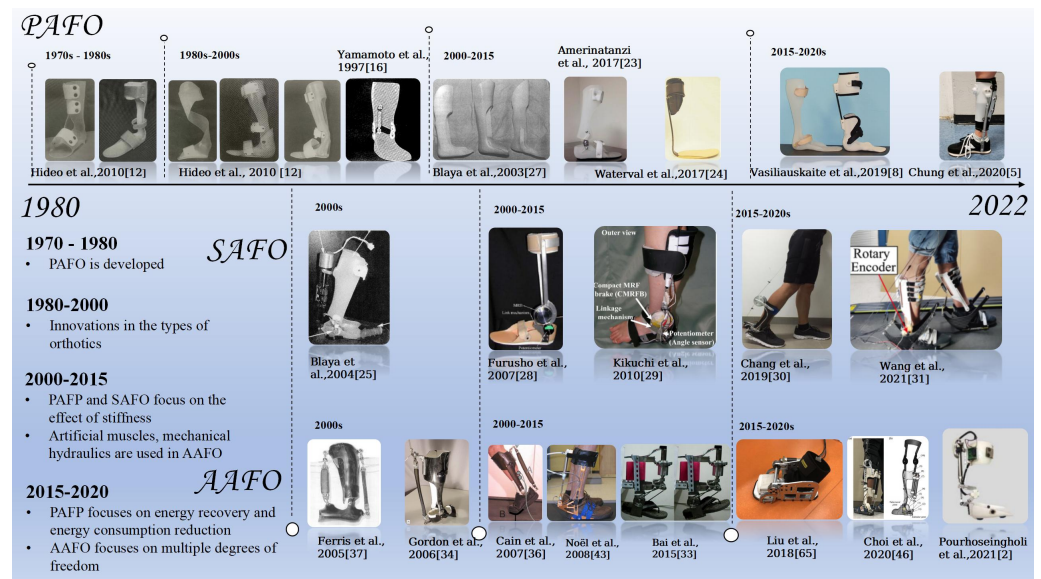 PAFO
1970s - 1980s
1980s-2000s
Yamamoto et al.,
1997[16]
2000-2015
Amerinatanzi
et al., 2017[23]
2015-2020s
Hideo et al.,2010[12]
Hideo et al., 2010 [12]
Blaya et al.,2003[27]
Waterval et al.,2017[24]
Vasiliauskaite et al.,2019[8]
Chung et al.,2020[5]
1980
2022
1970 - 1980
• PAFO is developed
1980-2000
• Innovations in the types of
orthotics
2000-2015
• PAFP and SAFO focus on the
effect of stiffness
• Artificial muscles, mechanical
hydraulics are used in AAFO
2015-2020
• PAFP focuses on energy recovery and
energy consumption reduction
• AAFO focuses on multiple degrees of
freedom
SAFO
2000s
2000-2015
2015-2020s
Outer view
Compact MRF
brake (CMRFB)
Linkage
mechanism
Potentiometer
(Angle sensor)
Rotary
Encoder
Blaya et
al.,2004[25]
Furusho et al.,
2007[28]
Kikuchi et al.,
2010[29]
Chang et al.,
2019[30]
Wang et al.,
2021[31]
AAFO
2000s
2000-2015
2015-2020s
B
Ferris et al.,
2005[37]
Gordon et al.,
2006[34]
Cain et al.,
2007[36]
Noël et al.,
2008[43]
Bai et al.,
2015[33]
Liu et al.,
2018[65]
Choi et al.,
2020[46]
Pourhoseingholi
et al.,2021[2]